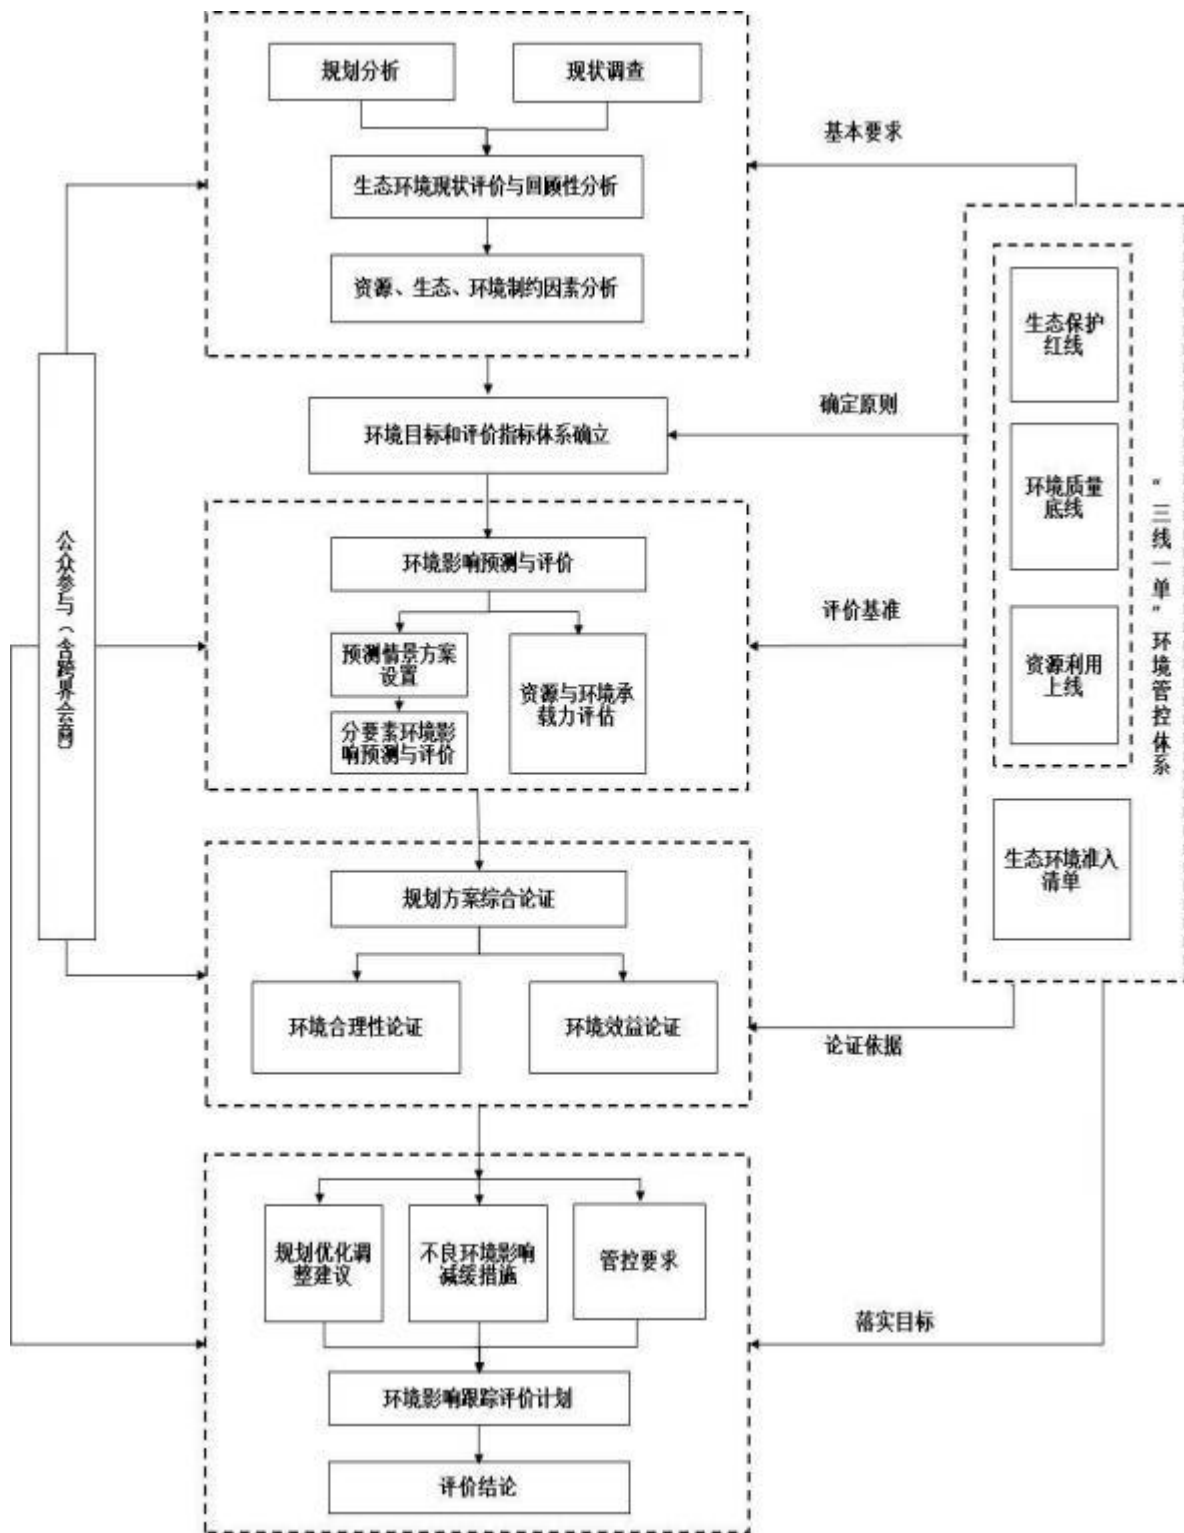 规划分析
现状调查
生态环境现状评价与回顾性分析
资源、生态、环境制约因素分析
基本要求
环境目标和评价指标体系确立
确定原则
环境影响预测与评价
预测情景方案
设置
分要素环境影
响预测与评价
资源与环境承
载力评估
评价基准
规划方案综合论证
环境合理性论证
环境效益论证
论证依据
规划优化调
整建议
不良环境影响
减缓措施
管控要求
落实目标
环境影响跟踪评价计划
评价结论
公众参与（含跨界会商）
生态保护
红线
环境质量
底线
资源利用
上线
生态环境准入
清单
“三线一单”环境管控体系